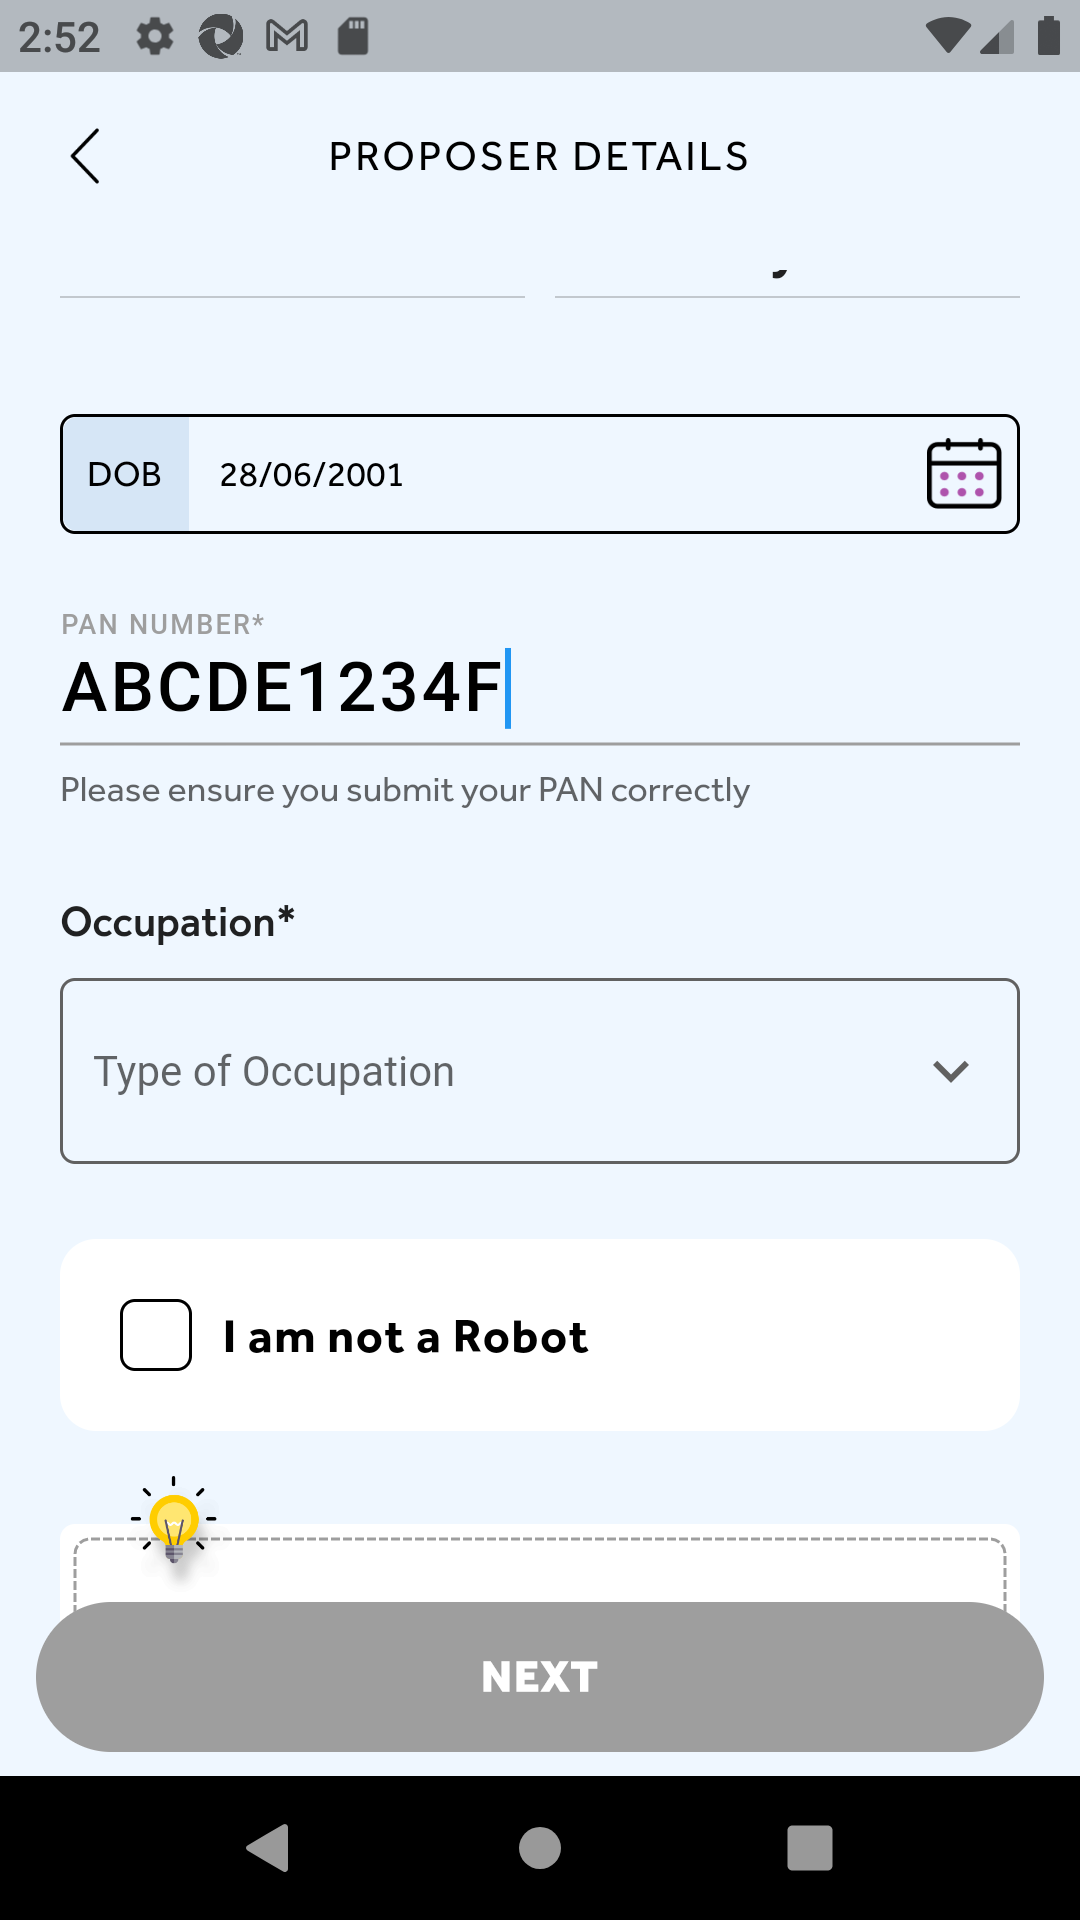 2:52
PROPOSER DETAILS
DOB 28/06/2001
PAN NUMBER*
ABCDE1234F
Please ensure you submit your PAN correctly
Occupation*
Type of Occupation
I am not a Robot
NEXT